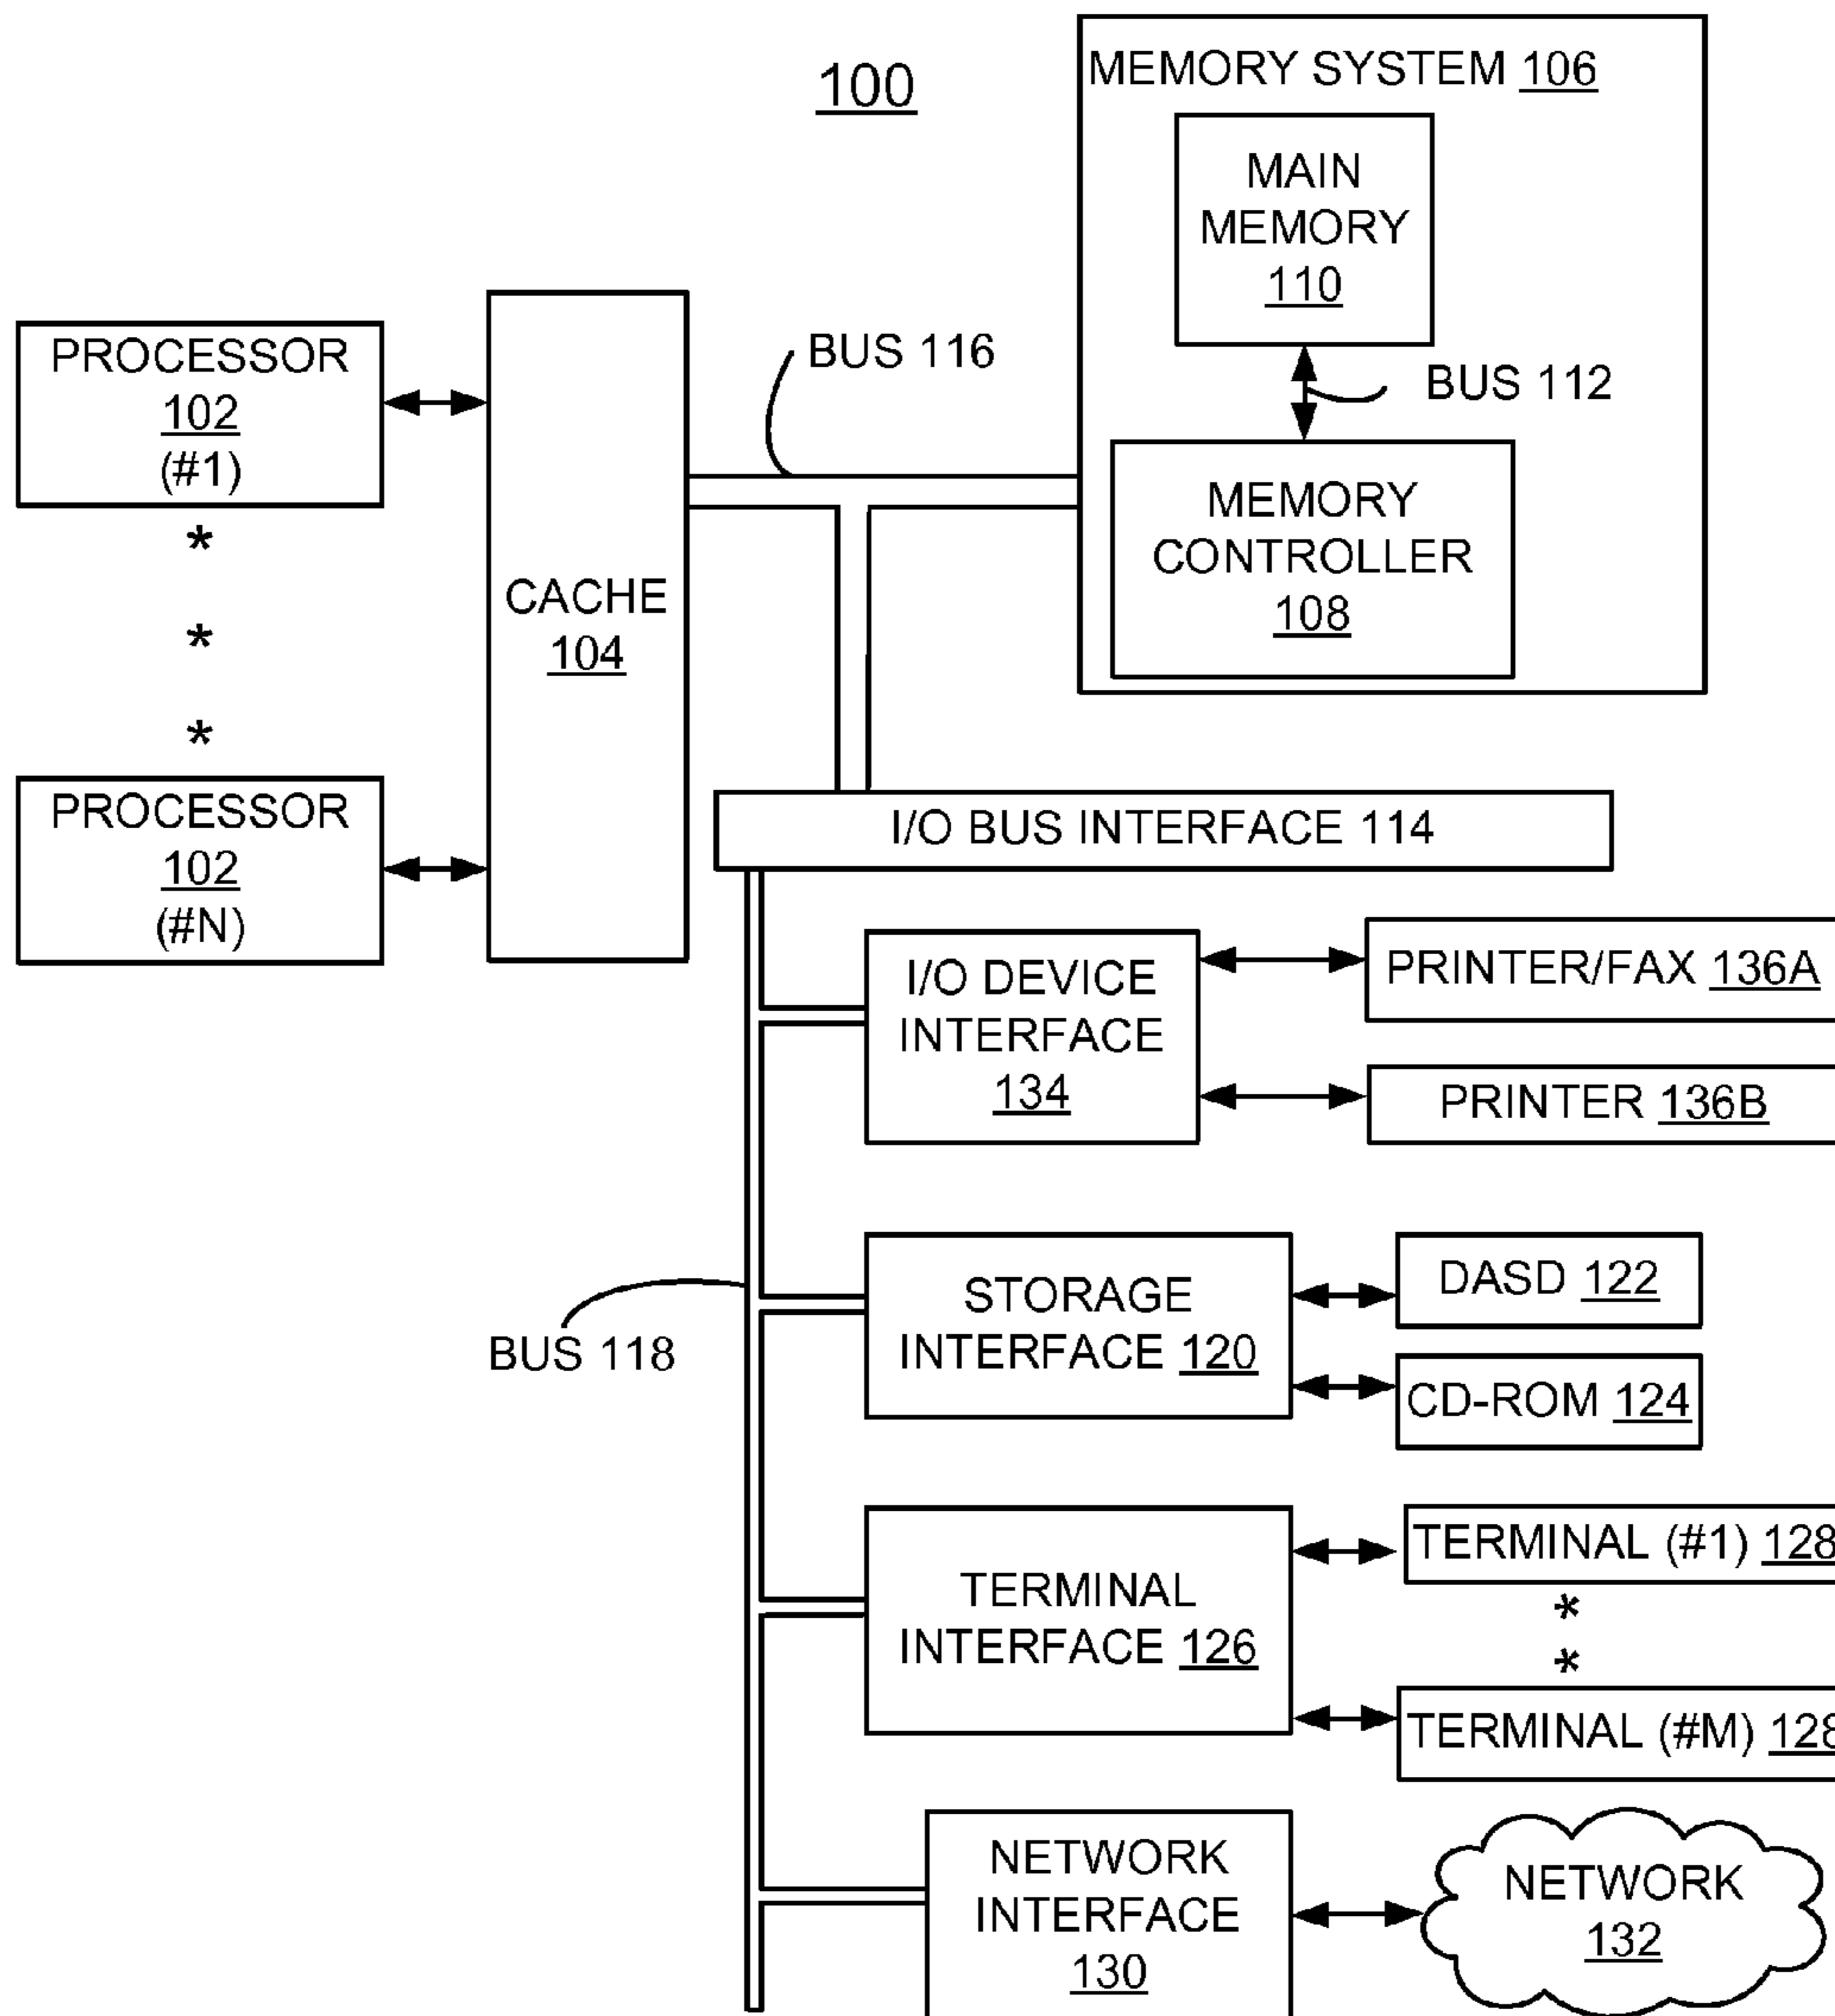 100
MEMORY SYSTEM 106
MAIN
MEMORY
110
BUS 112
MEMORY
CONTROLLER
108
BUS 116
PROCESSOR
102
(#1)
*
*
*
PROCESSOR
102
(#N)
CACHE
104
I/O BUS INTERFACE 114
I/O DEVICE
INTERFACE
134
PRINTER/FAX 136A
PRINTER 136B
BUS 118
STORAGE
INTERFACE 120
DASD 122
CD-ROM 124
TERMINAL
INTERFACE 126
TERMINAL (#1) 128
*
*
TERMINAL (#M) 128
NETWORK
INTERFACE
130
NETWORK
132